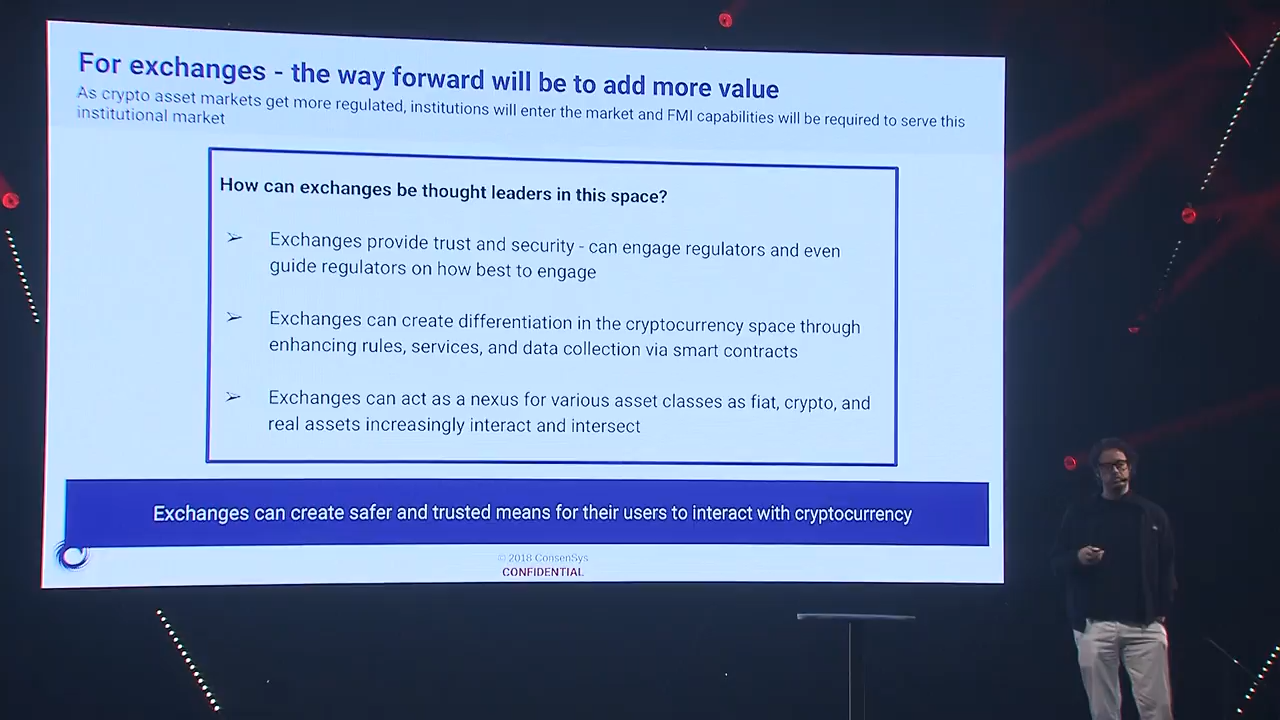 For exchanges - the way forward will be to add more value
As crypto asset markets get more regulated, institutions will enter the market and FMI capabilities will be required to serve this
institutional market
How can exchanges be thought leaders in this space?
➢ Exchanges provide trust and security - can engage regulators and even
guide regulators on how best to engage
➢ Exchanges can create differentiation in the cryptocurrency space through
enhancing rules, services, and data collection via smart contracts
➢ Exchanges can act as a nexus for various asset classes as fiat, crypto, and
real assets increasingly interact and intersect
Exchanges can create safer and trusted means for their users to interact with cryptocurrency
© 2018 ConsenSys
CONFIDENTIAL